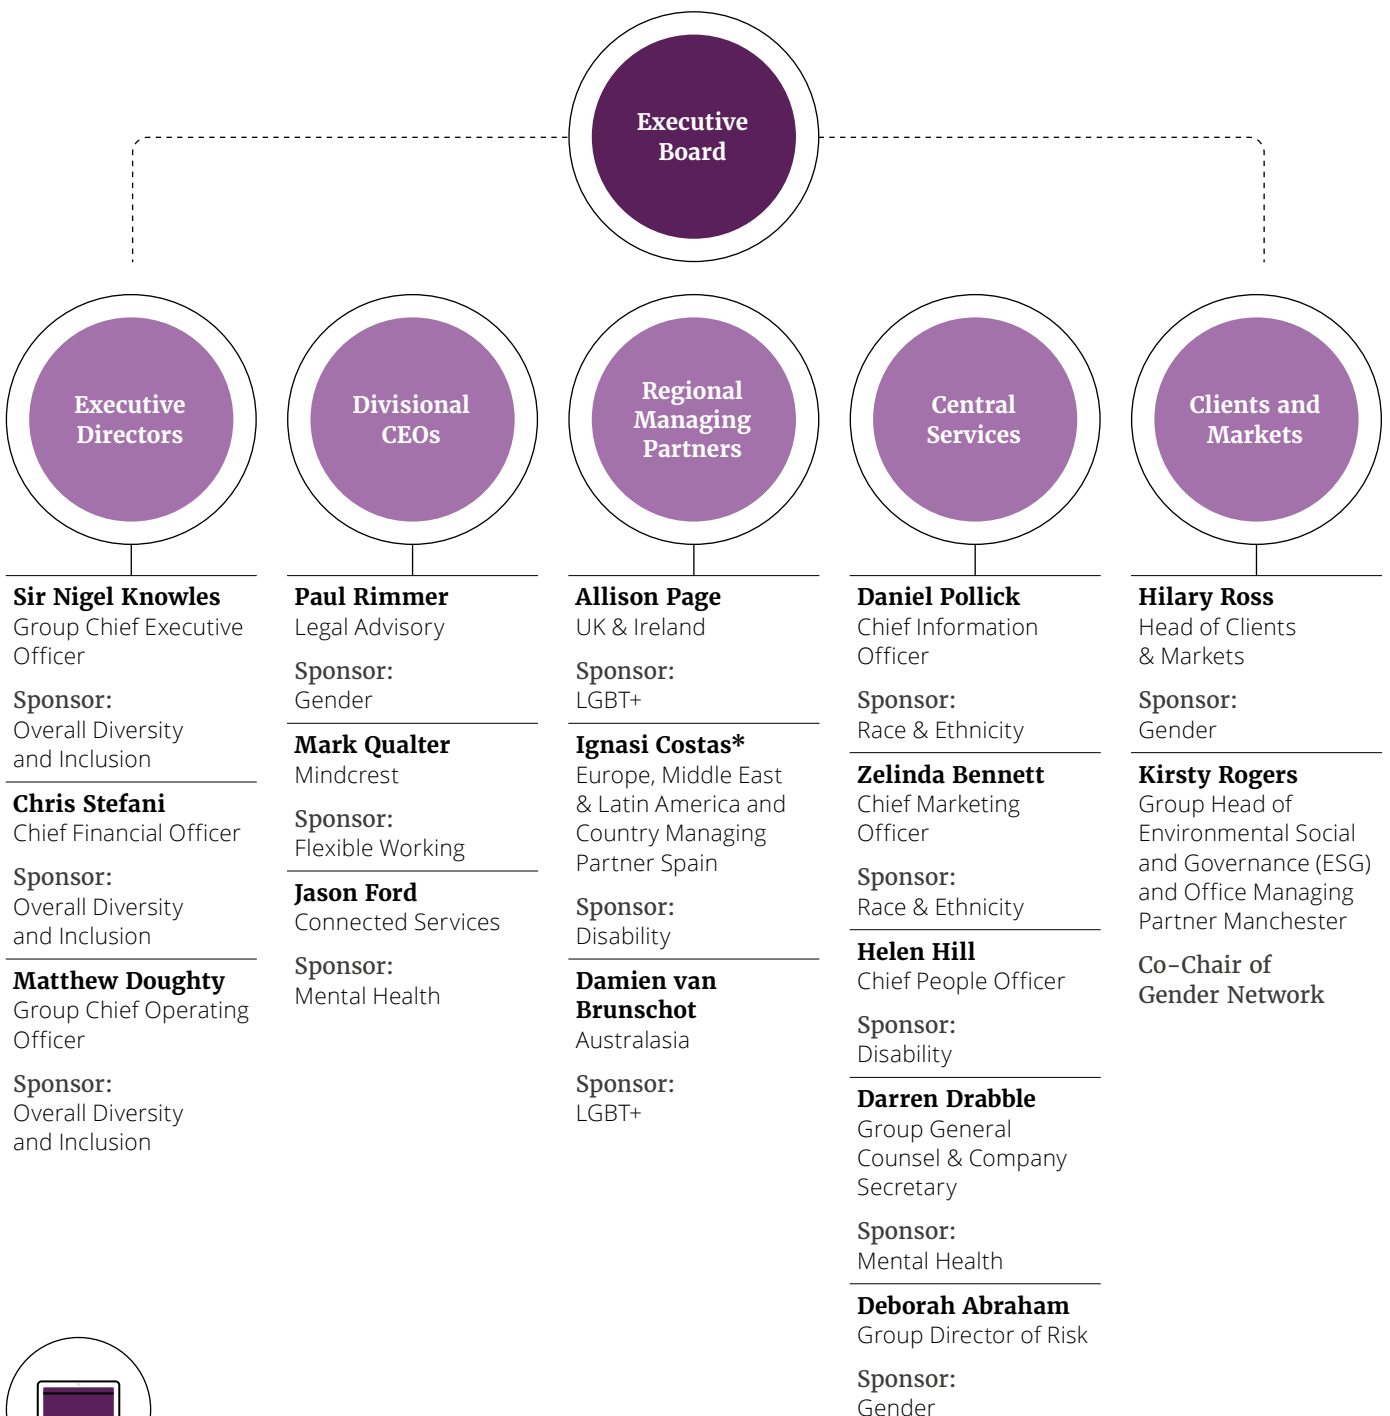 Executive
Board
Executive
Directors
Divisional
CEOs
Regional
Managing
Partners
Central
Services
Clients and
Markets
Sir Nigel Knowles
Group Chief Executive
Officer
Sponsor:
Overall Diversity
and Inclusion
Chris Stefani
Chief Financial Officer
Sponsor:
Overall Diversity
and Inclusion
Matthew Doughty
Group Chief Operating
Officer
Sponsor:
Overall Diversity
and Inclusion
Paul Rimmer
Legal Advisory
Sponsor:
Gender
Mark Qualter
Mindcrest
Sponsor:
Flexible Working
Jason Ford
Connected Services
Sponsor:
Mental Health
Allison Page
UK & Ireland
Sponsor:
LGBT+
Ignasi Costas*
Europe, Middle East
& Latin America and
Country Managing
Partner Spain
Sponsor:
Disability
Damien van
Brunschot
Australasia
Sponsor:
LGBT+
Daniel Pollick
Chief Information
Officer
Sponsor:
Race & Ethnicity
Zelinda Bennett
Chief Marketing
Officer
Sponsor:
Race & Ethnicity
Helen Hill
Chief People Officer
Sponsor:
Disability
Darren Drabble
Group General
Counsel & Company
Secretary
Sponsor:
Mental Health
Deborah Abraham
Group Director of Risk
Sponsor:
Gender
Hilary Ross
Head of Clients
& Markets
Sponsor:
Gender
Kirsty Rogers
Group Head of
Environmental Social
and Governance (ESG)
and Office Managing
Partner Manchester
Co-Chair of
Gender Network